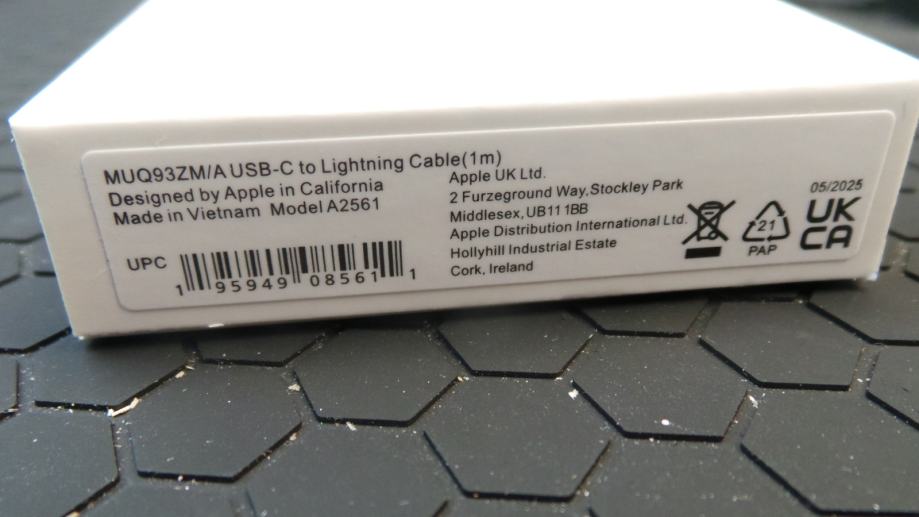 MUQ93ZM/A USB-C to Lightning Cable(1m)
Designed by Apple in California
Made in Vietnam Model A2561
UPC
1 95949 08561 1
Apple UK Ltd.
2 Furzeground Way,Stockley Park
Middlesex,UB11 1BB
Apple Distribution International Ltd.
Hollyhill Industrial Estate
Cork, Ireland
21
PAP
05/2025
UK
CA